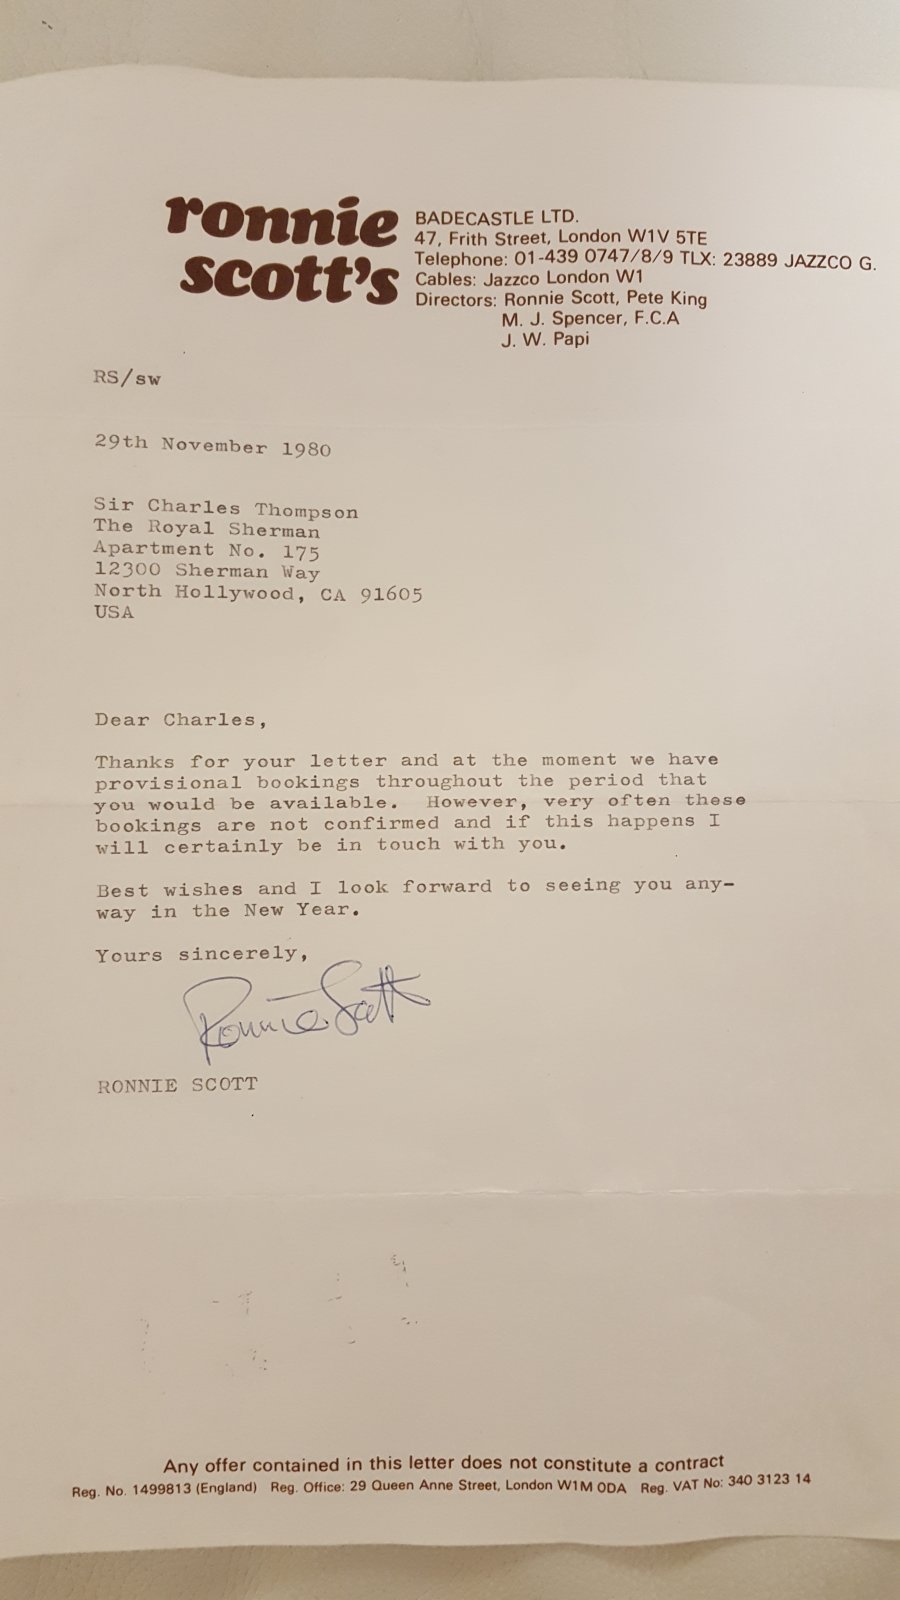 ronnie
scott's
BADECASTLE LTD.
47, Frith Street, London W1V 5TE
Telephone: 01-439 0747/8/9 TLX: 23889 JAZZCO G.
Cables: Jazzco London W1
Directors: Ronnie Scott, Pete King
M. J. Spencer, F.C.A
J. W. Papi
RS/sw
29th November 1980
Sir Charles Thompson
The Royal Sherman
Apartment No. 175
12300 Sherman Way
North Hollywood, CA 91605
USA
Dear Charles,
Thanks for your letter and at the moment we have
provisional bookings throughout the period that
you would be available. However, very often these
bookings are not confirmed and if this happens I
will certainly be in touch with you.
Best wishes and I look forward to seeing you any-
way in the New Year.
Yours sincerely,
Ronnie Scott
RONNIE SCOTT
Any offer contained in this letter does not constitute a contract
Reg. No. 1499813 (England) Reg. Office: 29 Queen Anne Street, London W1M 0DA Reg. VAT No: 340 3123 14